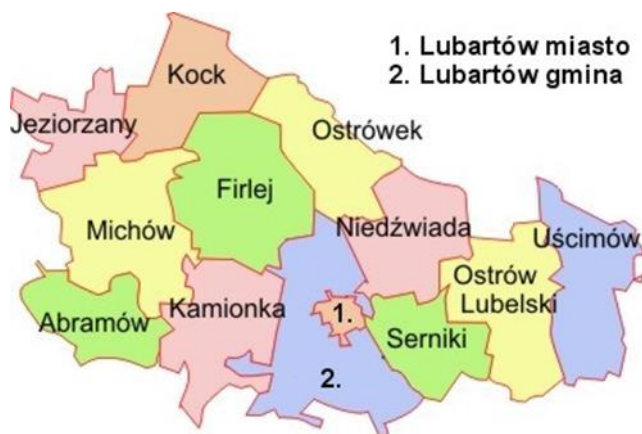 1. Lubartów miasto
2. Lubartów gmina
Kock
Jeziorzany
Ostrówek
Firlej
Michów
Niedźwiada
Uścimów
Ostrów
Lubelski
Kamionka
Abramów
1.
Serniki
2.